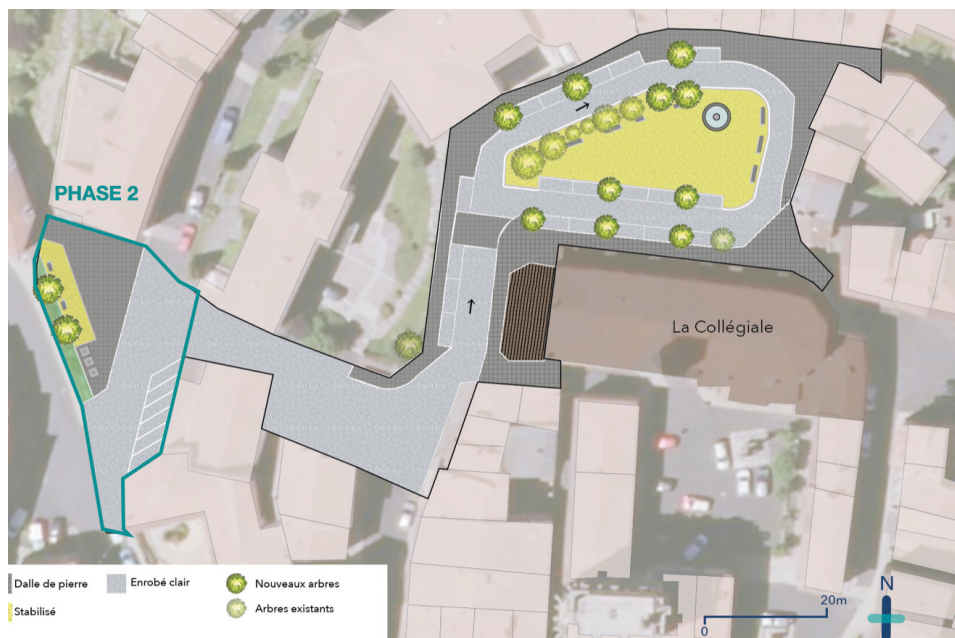 PHASE 2
La Collégiale
Dalle de pierre
Enrobé clair
Nouveaux arbres
Stabilisé
Arbres existants
N
20m
0